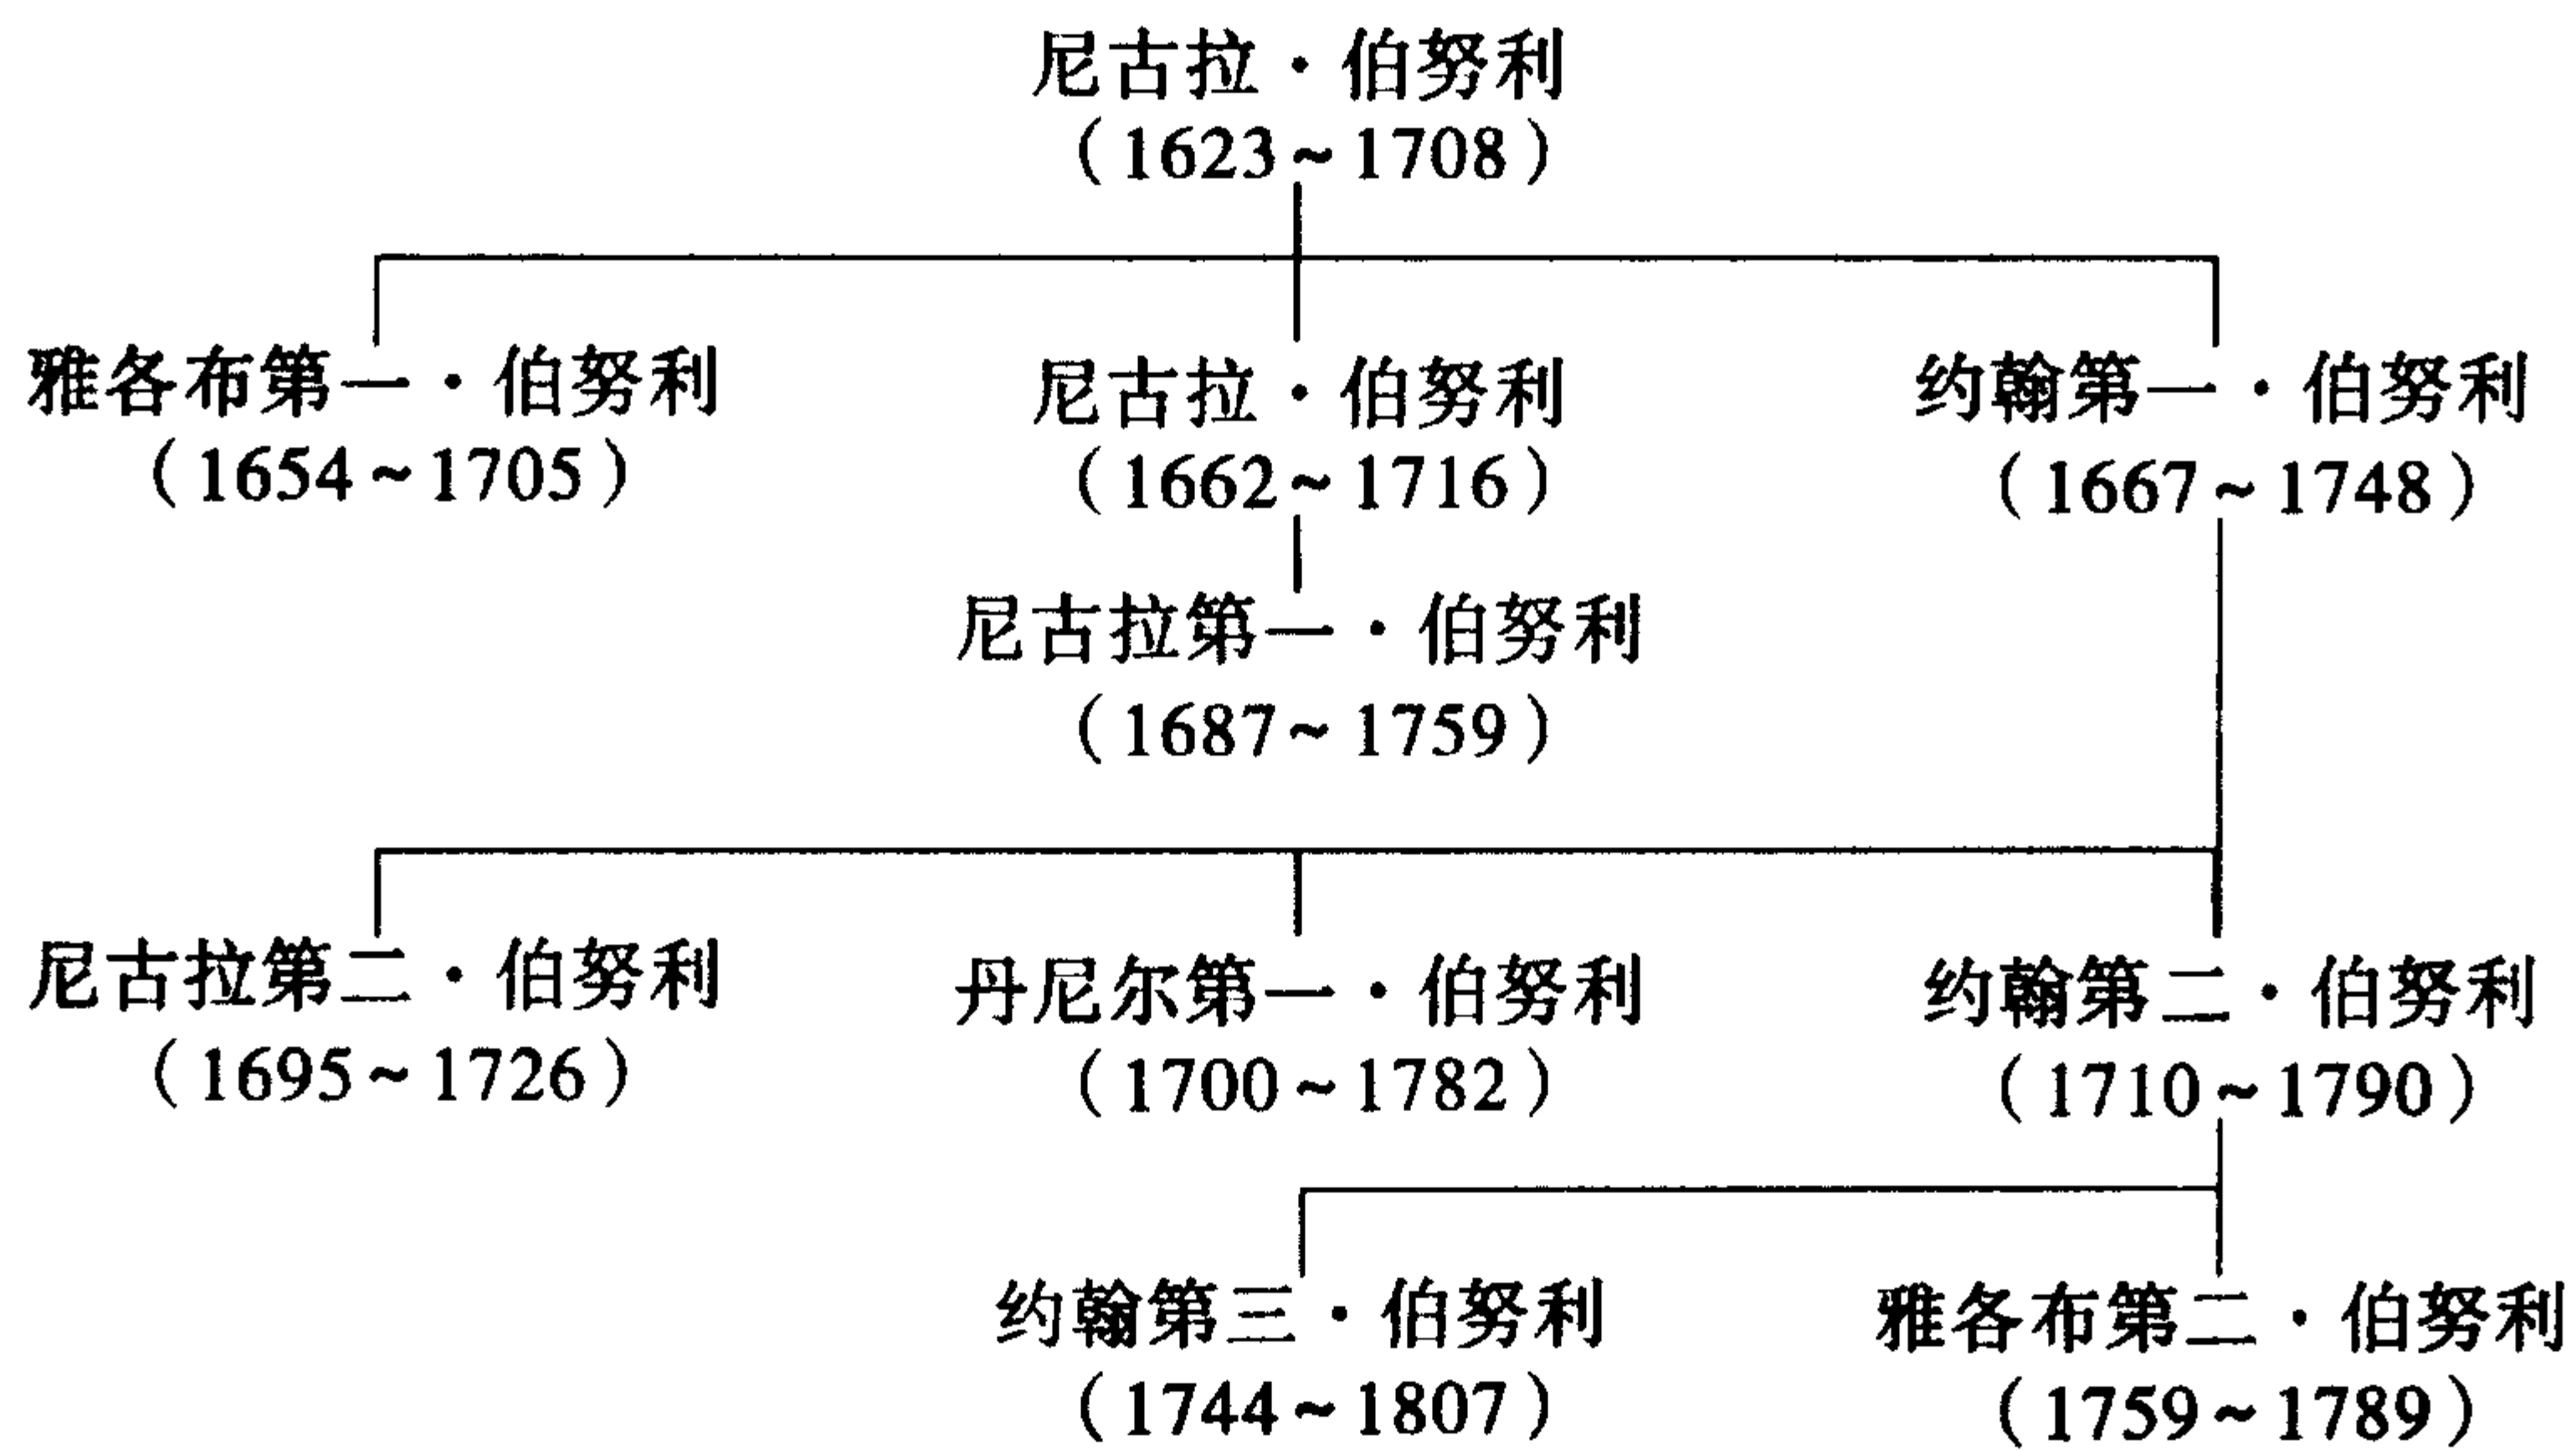 尼古拉·伯努利
(1623~1708)
雅各布第一·伯努利
(1654~1705)
尼古拉·伯努利
(1662~1716)
约翰第一·伯努利
(1667~1748)
尼古拉第一·伯努利
(1687~1759)
尼古拉第二·伯努利
(1695~1726)
丹尼尔第一·伯努利
(1700~1782)
约翰第二·伯努利
(1710~1790)
约翰第三·伯努利
(1744~1807)
雅各布第二·伯努利
(1759~1789)